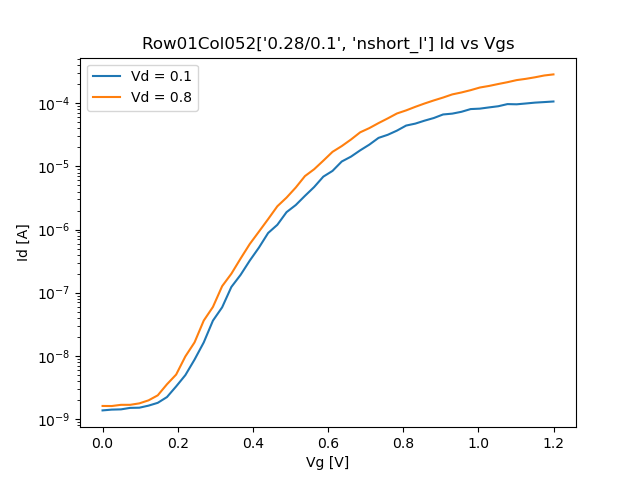 Row01Col052['0.28/0.1', 'nshort_l'] Id vs Vgs
Vd = 0.1
Vd = 0.8
Id [A]
10⁻⁴
10⁻⁵
10⁻⁶
10⁻⁷
10⁻⁸
10⁻⁹
0.0 0.2 0.4 0.6 0.8 1.0 1.2
Vg [V]